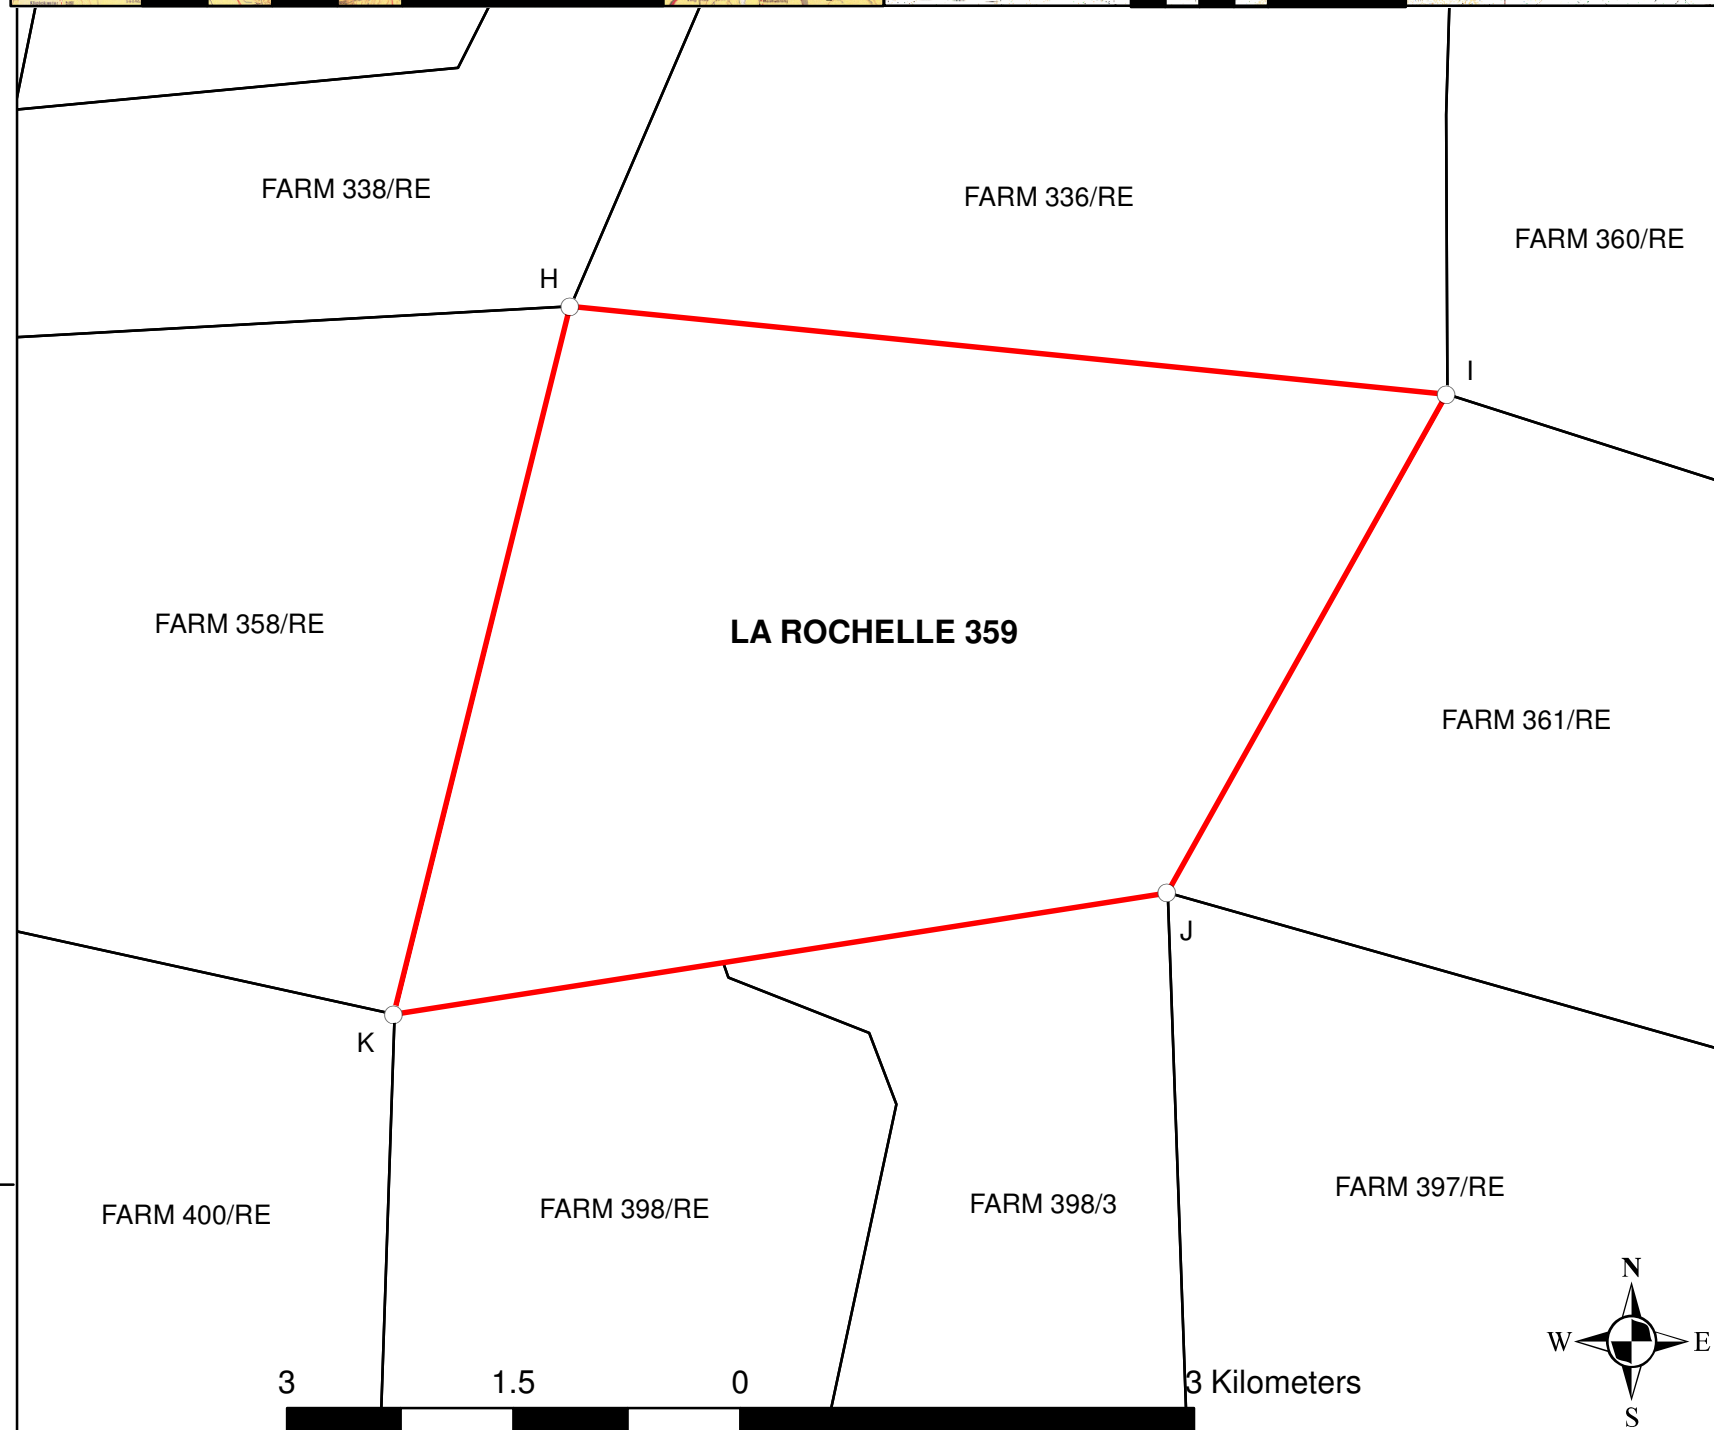 FARM 338/RE
FARM 336/RE
FARM 360/RE
H
I
FARM 358/RE
LA ROCHELLE 359
FARM 361/RE
J
K
FARM 400/RE
FARM 398/RE
FARM 398/3
FARM 397/RE
N
W E
S
3 1.5 0 3 Kilometers